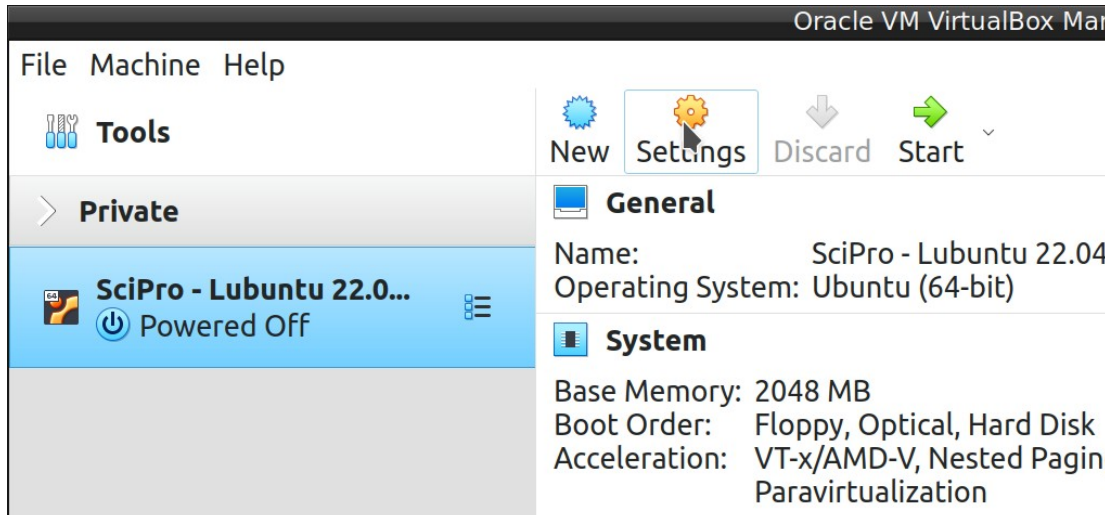 Oracle VM VirtualBox Mar
File Machine Help
Tools
New Settings Discard Start
Private
General
Name: SciPro - Lubuntu 22.04
Operating System: Ubuntu (64-bit)
64
SciPro - Lubuntu 22.0...
Powered Off
System
Base Memory: 2048 MB
Boot Order: Floppy, Optical, Hard Disk
Acceleration: VT-x/AMD-V, Nested Pagin
Paravirtualization